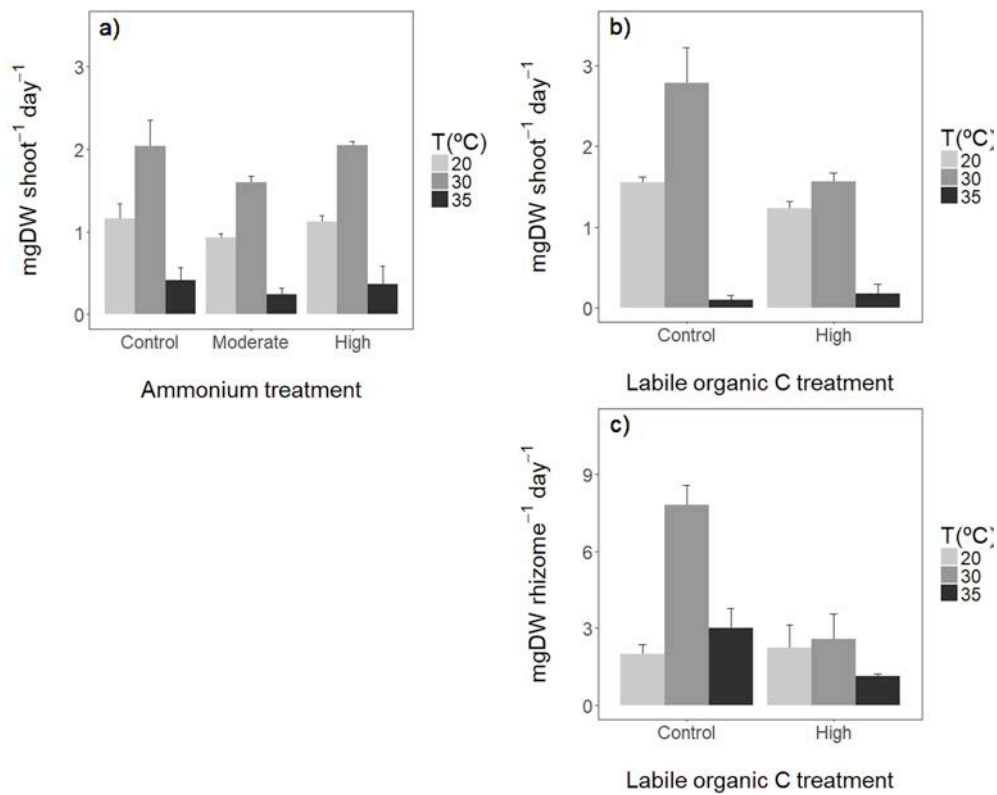 a)
mgDW shoot⁻¹ day⁻¹
3
2
1
0
Control Moderate High
Ammonium treatment
T(ºC)
20
30
35
b)
mgDW shoot⁻¹ day⁻¹
3
2
1
0
Control High
Labile organic C treatment
T(ºC)
20
30
35
c)
mgDW rhizome⁻¹ day⁻¹
9
6
3
0
Control High
Labile organic C treatment
T(ºC)
20
30
35